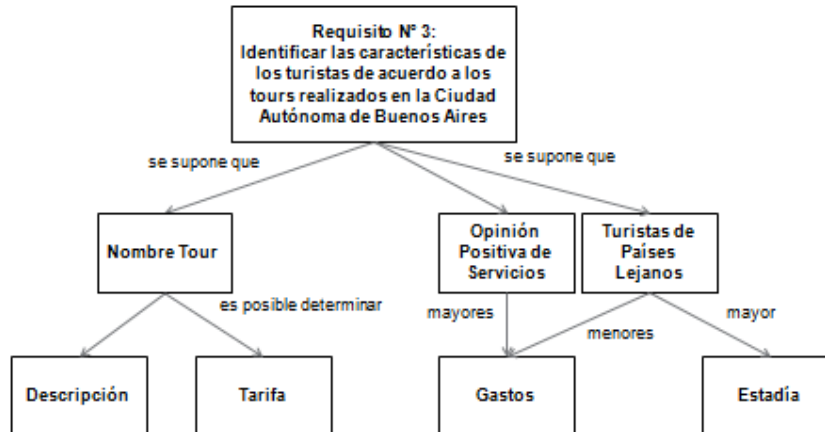 Requisito N° 3:
Identificar las características de
los turistas de acuerdo a los
tours realizados en la Ciudad
Autónoma de Buenos Aires
se supone que
se supone que
Nombre Tour
Opinión
Positiva de
Servicios
Turistas de
Países
Lejanos
es posible determinar
mayores
menores
mayor
Descripción
Tarifa
Gastos
Estadía